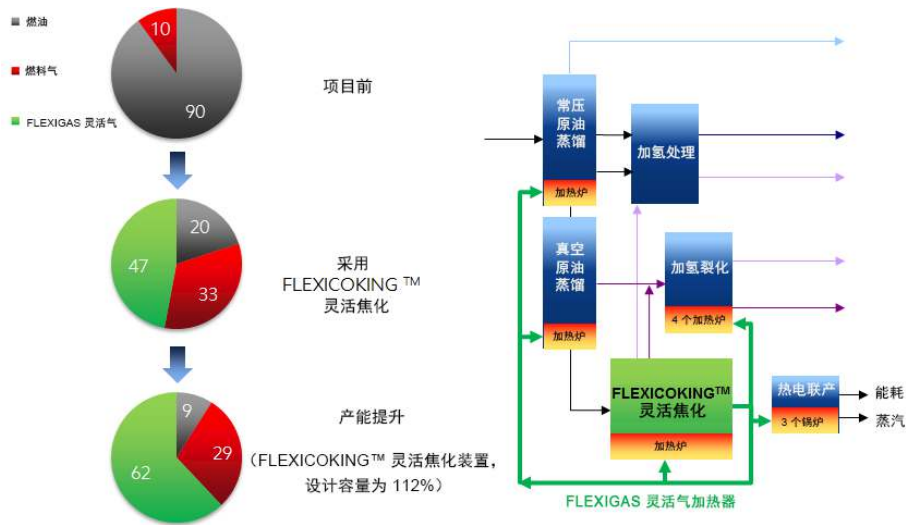 燃油
燃料气
FLEXIGAS 灵活气
10
90
项目前
20
47
33
采用
FLEXICOKING ™
灵活焦化
9
29
62
产能提升
（FLEXICOKING™ 灵活焦化装置，
设计容量为 112%）
常压
原油
蒸馏
加热炉
加氢处理
真空
原油
蒸馏
加热炉
加氢裂化
4 个加热炉
FLEXICOKING™
灵活焦化
加热炉
热电联产
3 个锅炉
能耗
蒸汽
FLEXIGAS 灵活气加热器